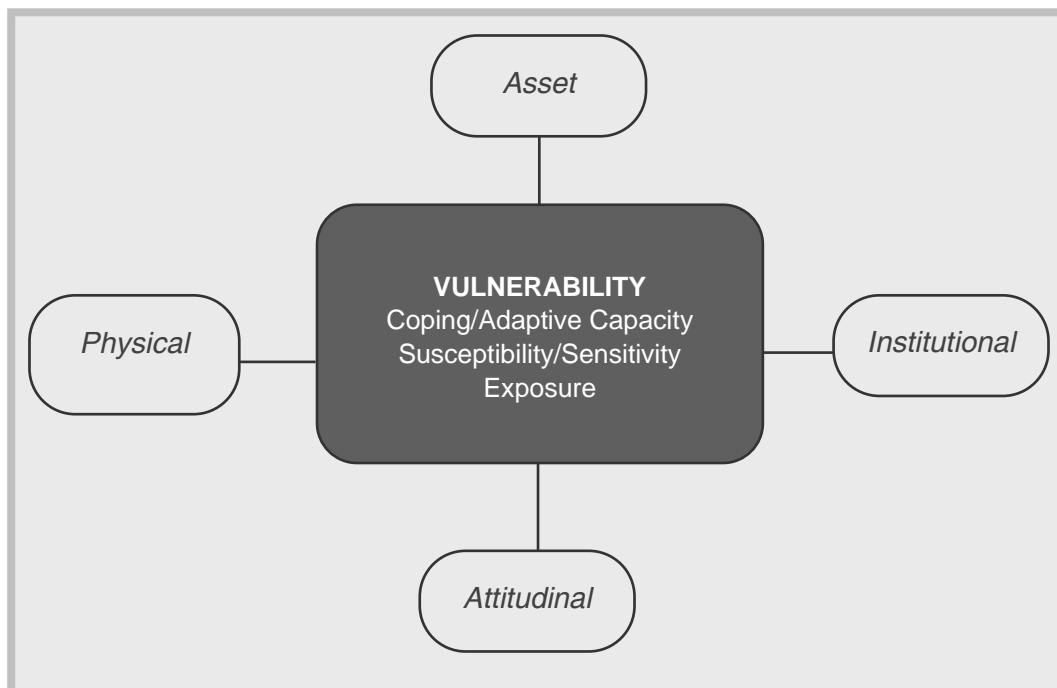 Asset
VULNERABILITY
Coping/Adaptive Capacity
Susceptibility/Sensitivity
Exposure
Physical
Institutional
Attitudinal